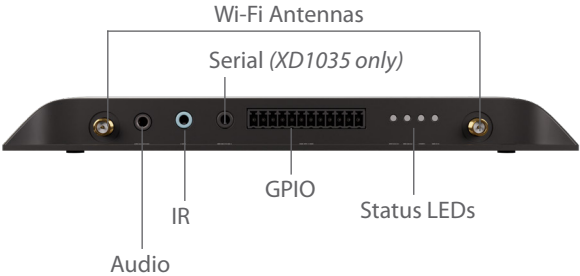 Wi-Fi Antennas
Serial (XD1035 only)
GPIO
IR
Status LEDs
Audio